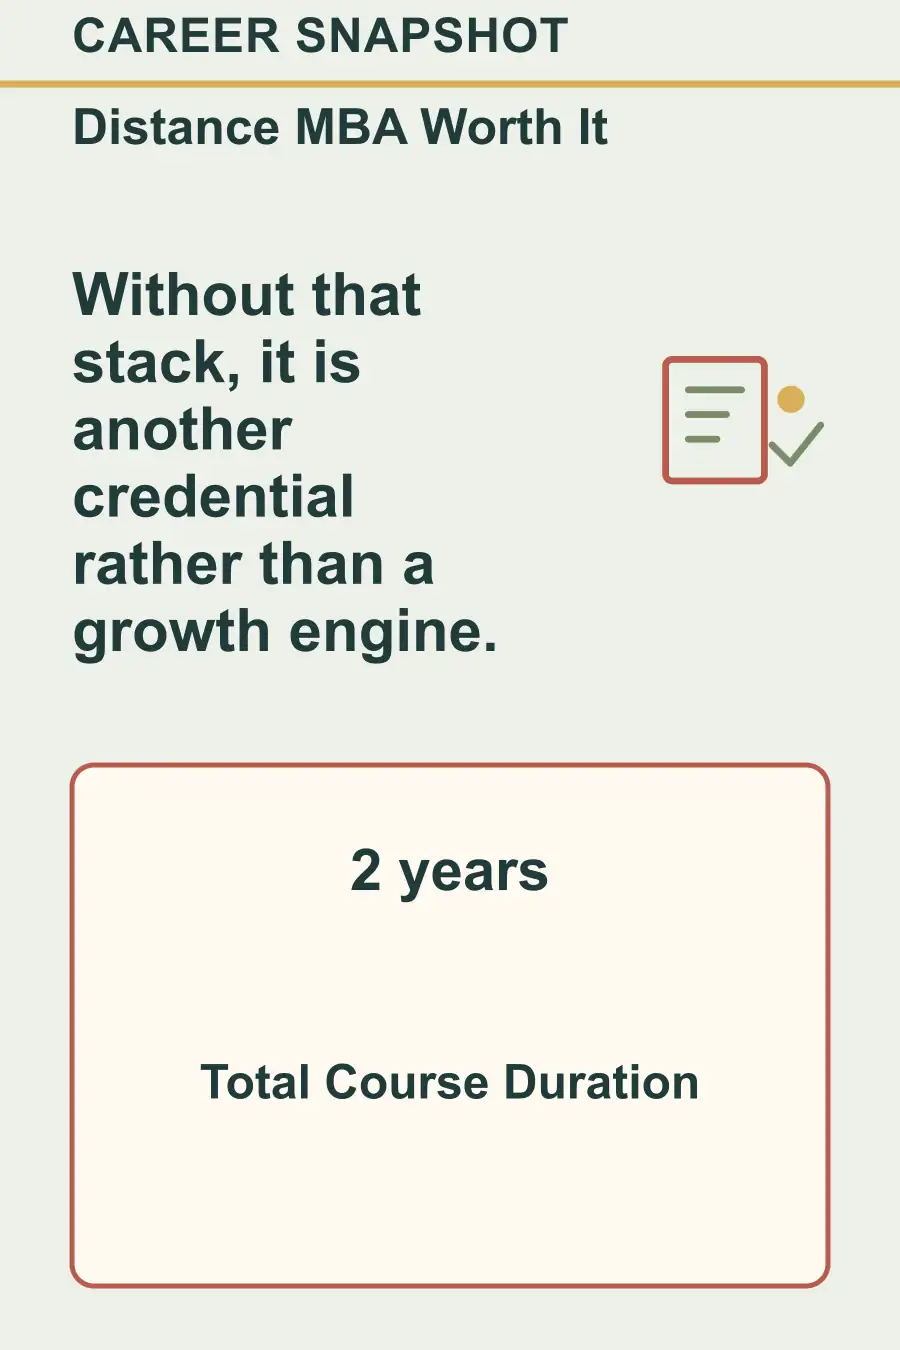 CAREER SNAPSHOT
Distance MBA Worth It
Without that
stack, it is
another
credential
rather than a
growth engine.
2 years
Total Course Duration